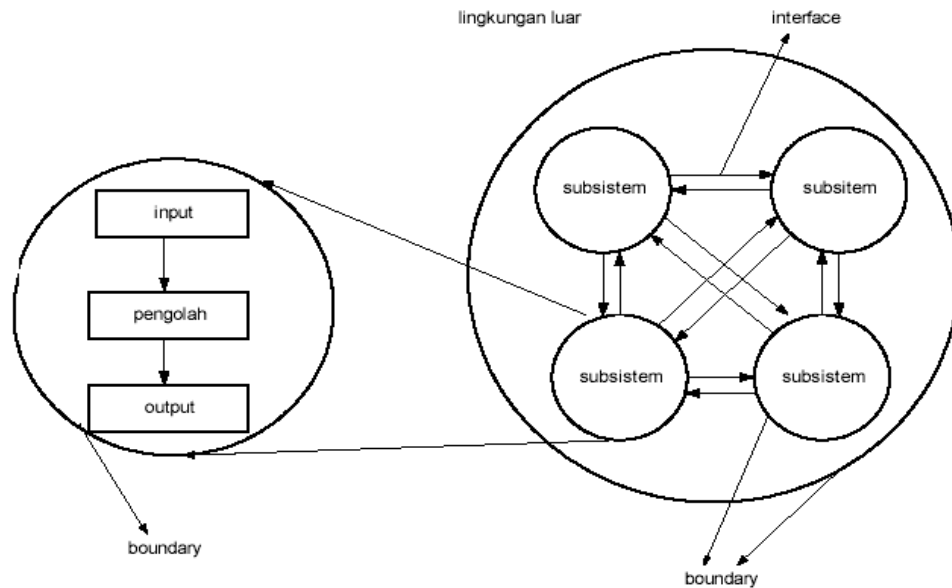 lingkungan luar
interface
subsistem
subsitem
input
pengolah
output
subsistem
subsistem
boundary
boundary